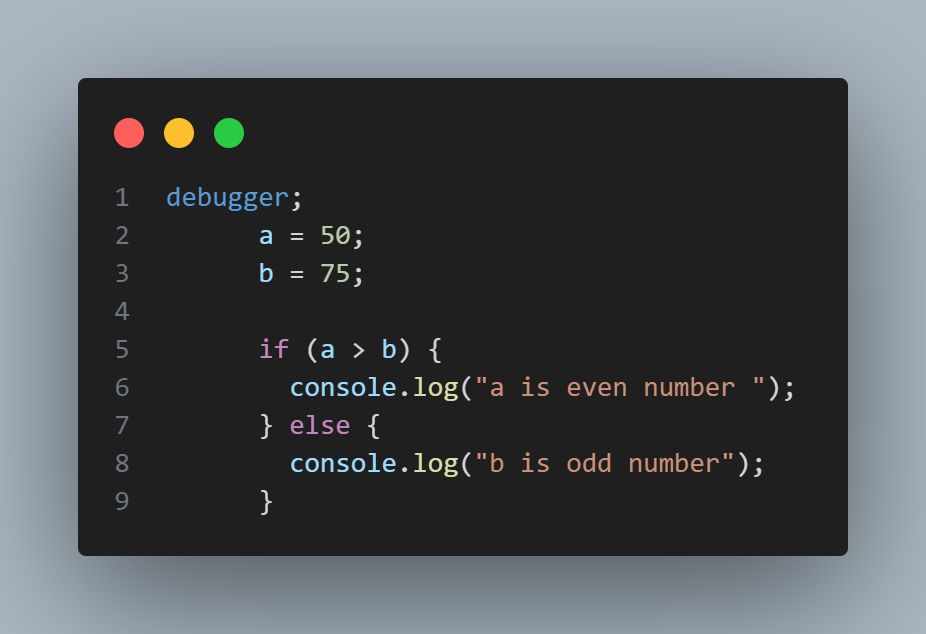 1 debugger;
2 a = 50;
3 b = 75;
4
5 if (a > b) {
6 console.log("a is even number ");
7 } else {
8 console.log("b is odd number");
9 }